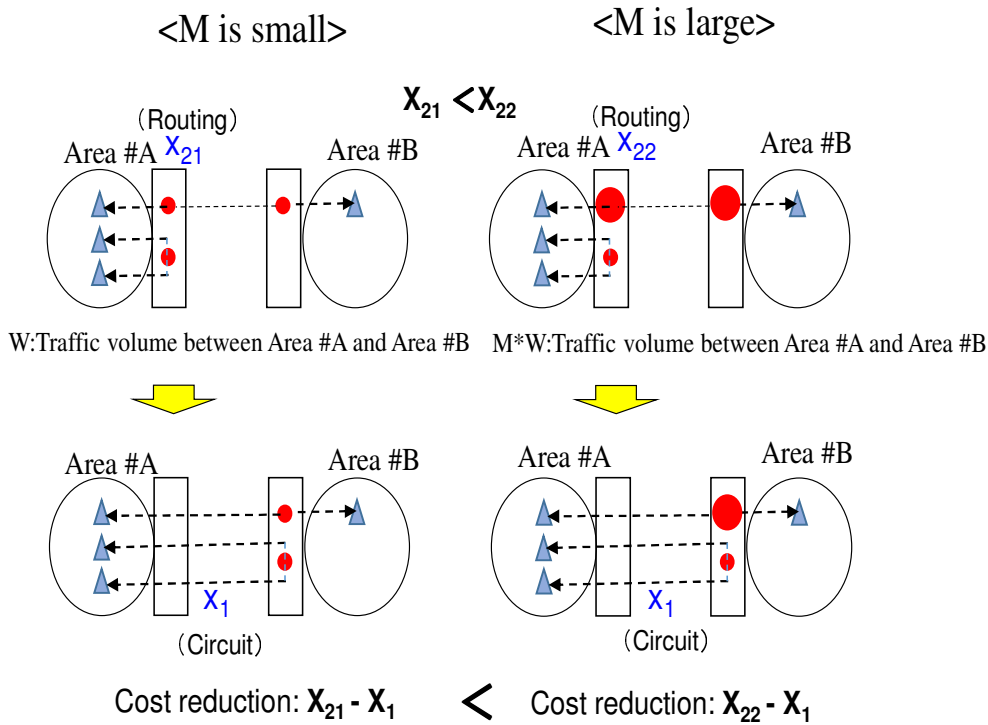 <M is small>
<M is large>
X21 < X22
（Routing）
（Routing）
Area #A
X21
Area #B
Area #A
X22
Area #B
W:Traffic volume between Area #A and Area #B
M*W:Traffic volume between Area #A and Area #B
Area #A
Area #B
Area #A
Area #B
X1
X1
（Circuit）
（Circuit）
Cost reduction: X21 - X1 < Cost reduction: X22 - X1